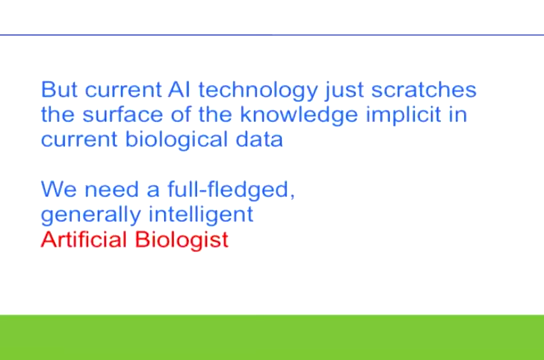 But current AI technology just scratches
the surface of the knowledge implicit in
current biological data
We need a full-fledged,
generally intelligent
Artificial Biologist